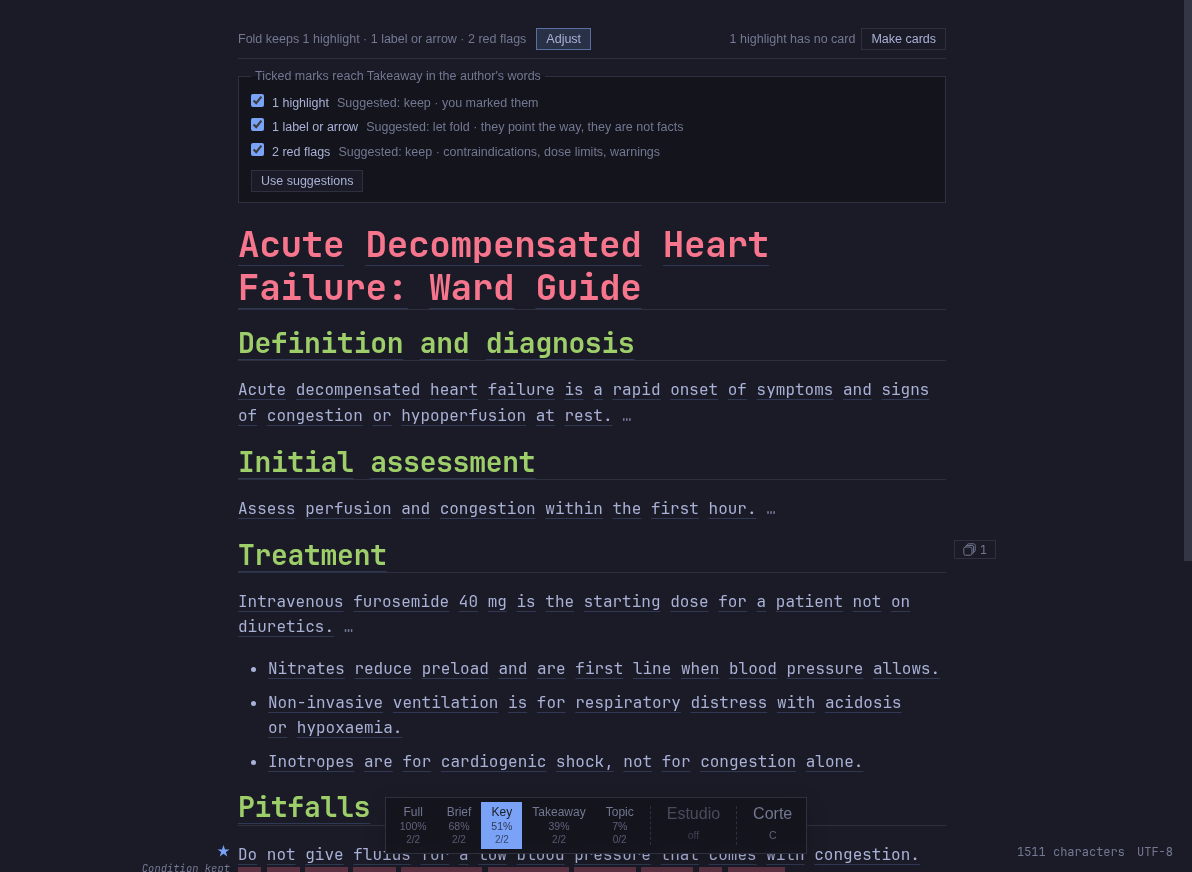 Fold keeps 1 highlight · 1 label or arrow · 2 red flags Adjust 1 highlight has no card Make cards
Ticked marks reach Takeaway in the author's words
1 highlight Suggested: keep · you marked them
1 label or arrow Suggested: let fold · they point the way, they are not facts
2 red flags Suggested: keep · contraindications, dose limits, warnings
Use suggestions
Acute Decompensated Heart
Failure: Ward Guide
Definition and diagnosis
Acute decompensated heart failure is a rapid onset of symptoms and signs
of congestion or hypoperfusion at rest. …
Initial assessment
Assess perfusion and congestion within the first hour. …
Treatment
1
Intravenous furosemide 40 mg is the starting dose for a patient not on
diuretics. …
• Nitrates reduce preload and are first line when blood pressure allows.
• Non-invasive ventilation is for respiratory distress with acidosis
or hypoxaemia.
• Inotropes are for cardiogenic shock, not for congestion alone.
Pitfalls
Full Brief Key Takeaway Topic Estudio Corte
100% 68% 51% 39% 7% off C
2/2 2/2 2/2 2/2 0/2
★ Do not give fluids for a low blood pressure that comes with congestion.
Condition kept
1511 characters UTF-8